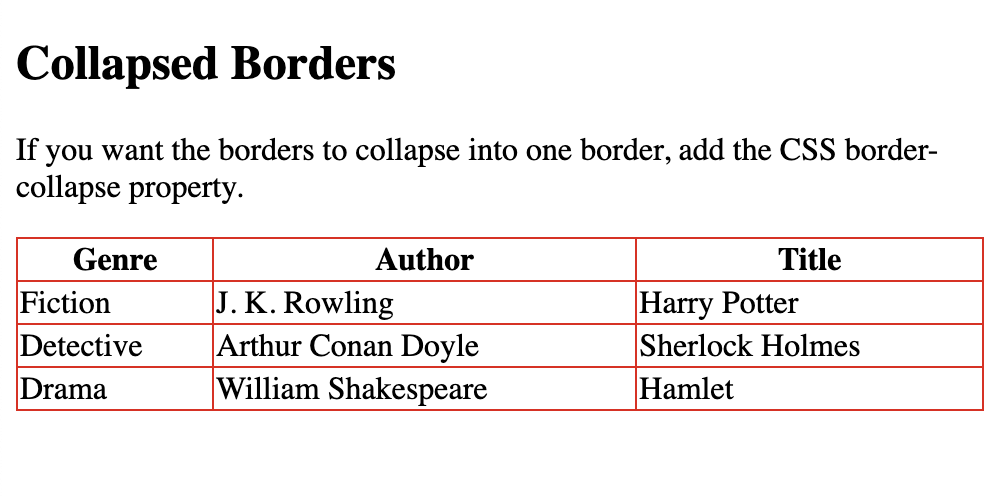 Collapsed Borders
If you want the borders to collapse into one border, add the CSS border-
collapse property.
Genre Author Title
Fiction J. K. Rowling Harry Potter
Detective Arthur Conan Doyle Sherlock Holmes
Drama William Shakespeare Hamlet